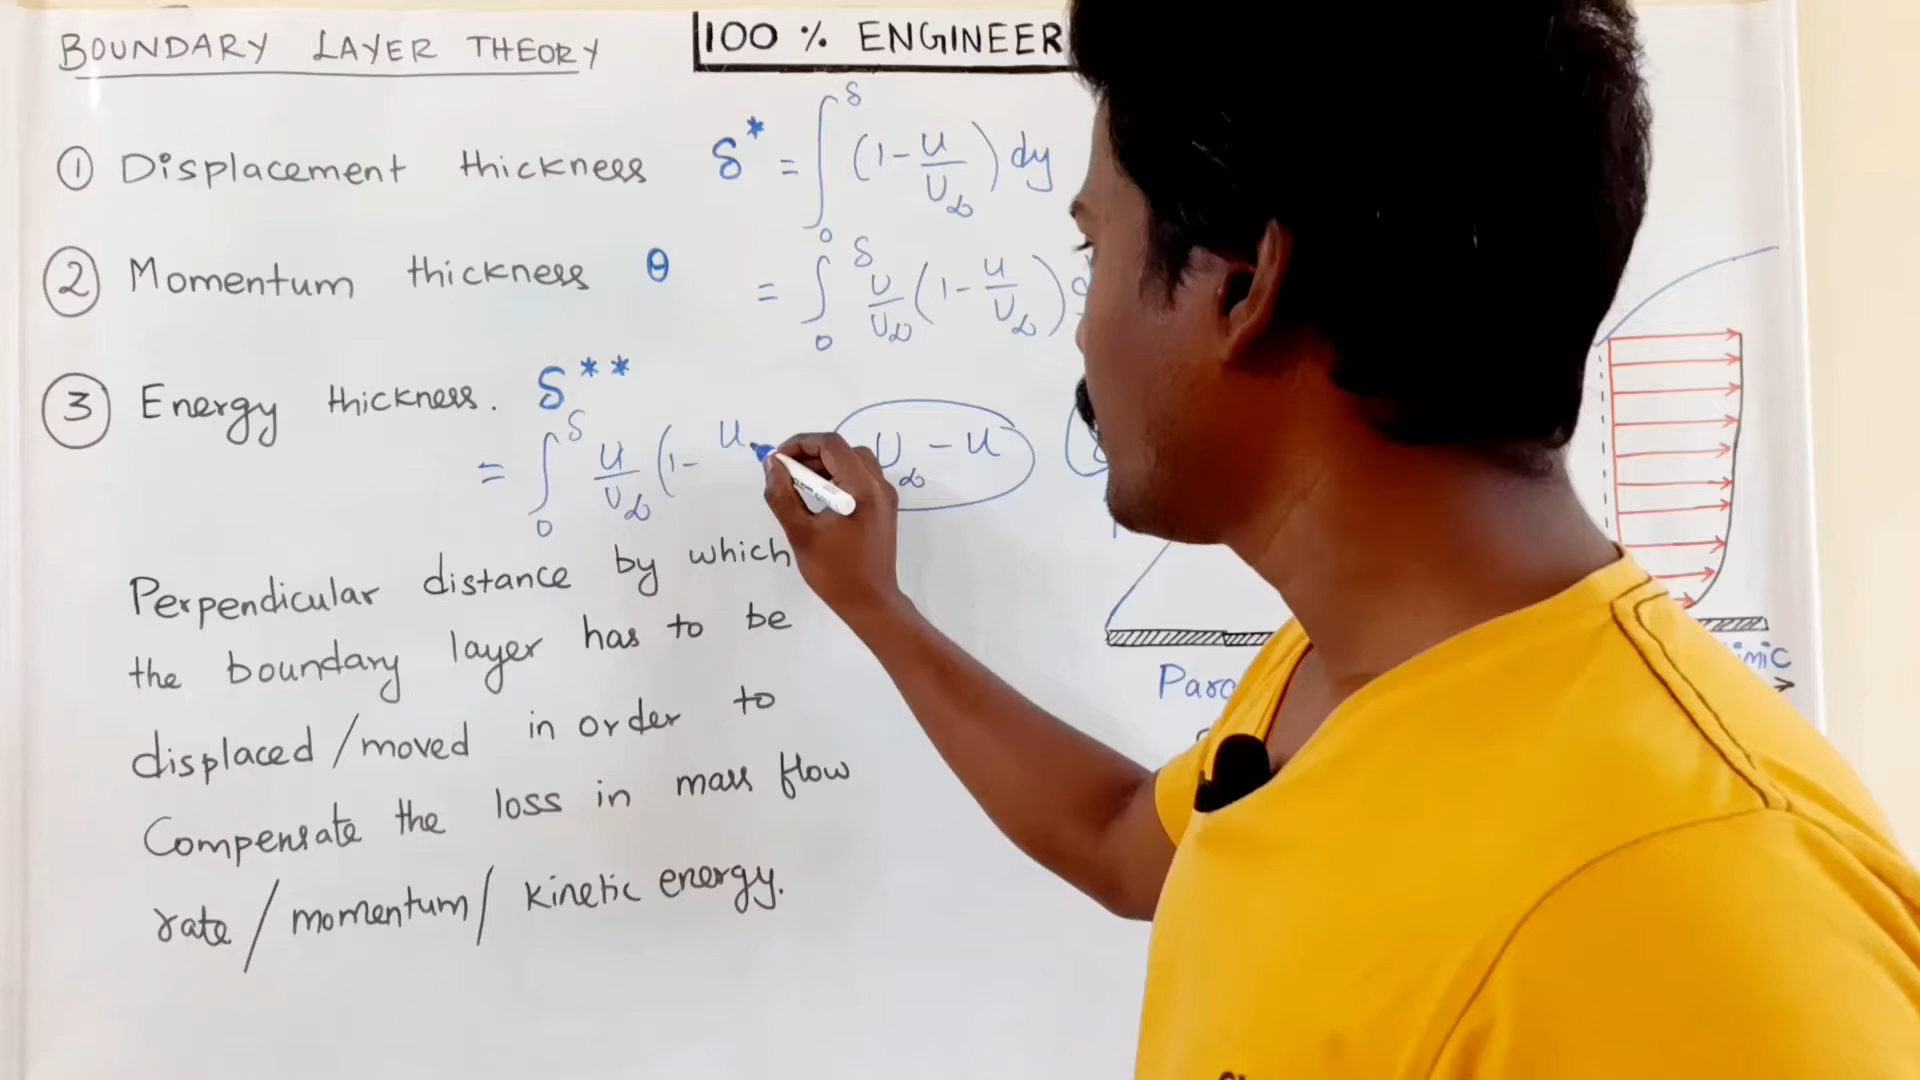 BOUNDARY LAYER THEORY
100 % ENGINEER
① Displacement thickness δ* = ∫₀^δ (1 - u/U∞) dy
② Momentum thickness θ = ∫₀^δ u/U∞ (1 - u/U∞)
③ Energy thickness. δ**
= ∫₀^δ u/U∞ (1 - u
U∞ - u
Perpendicular distance by which
the boundary layer has to be
displaced / moved in order to
Compensate the loss in mass flow
rate / momentum / kinetic energy.